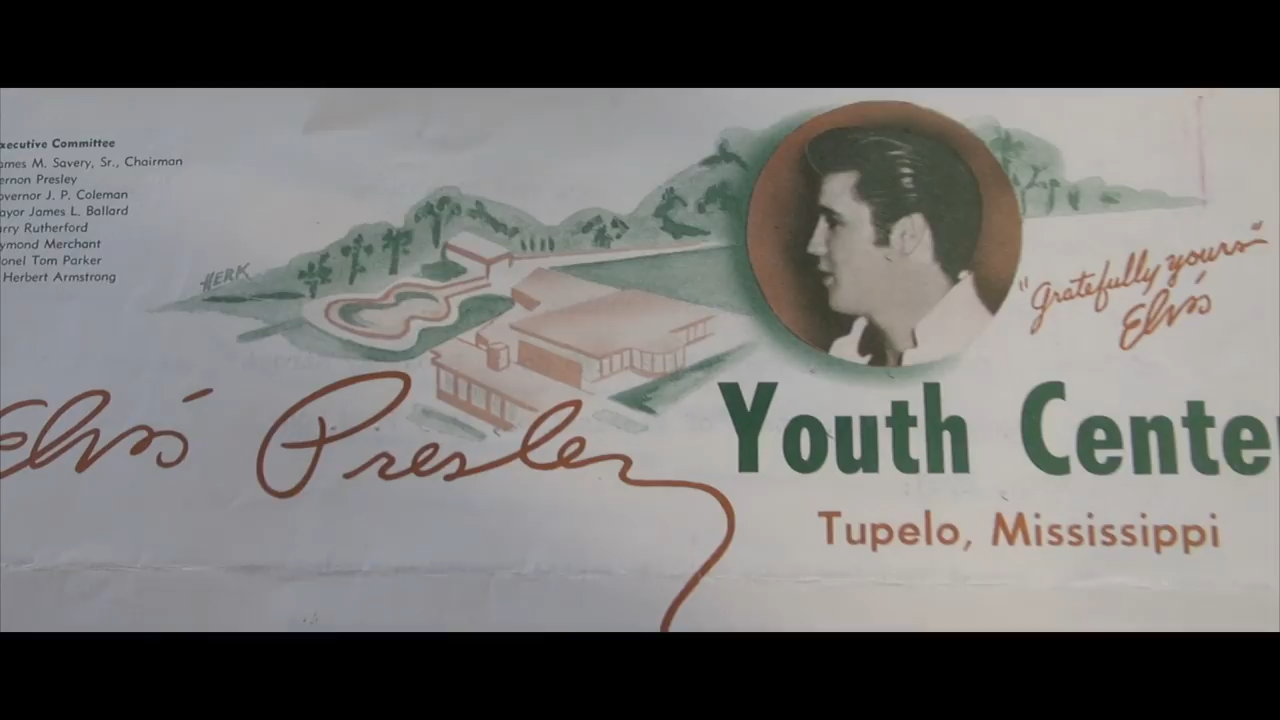 xecutive Committee
ames M. Savery, Sr., Chairman
ernon Presley
overnor J. P. Coleman
ayor James L. Ballard
arry Rutherford
ymond Merchant
onel Tom Parker
Herbert Armstrong
HERK
"Gratefully yours"
Elvis
Elvis Presley
Youth Cente
Tupelo, Mississippi